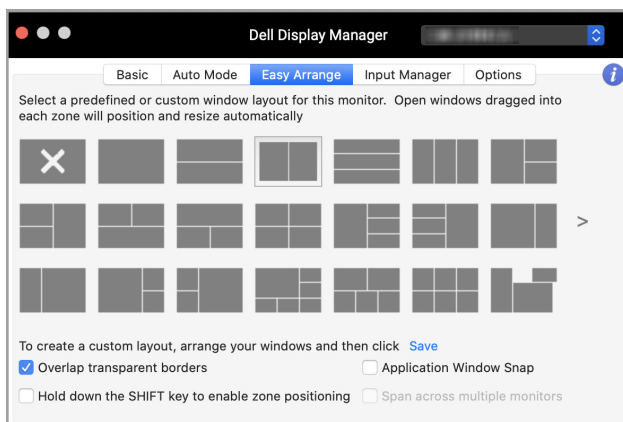 Dell Display Manager
Basic Auto Mode Easy Arrange Input Manager Options i
Select a predefined or custom window layout for this monitor. Open windows dragged into
each zone will position and resize automatically
>
To create a custom layout, arrange your windows and then click Save
Overlap transparent borders Application Window Snap
Hold down the SHIFT key to enable zone positioning Span across multiple monitors